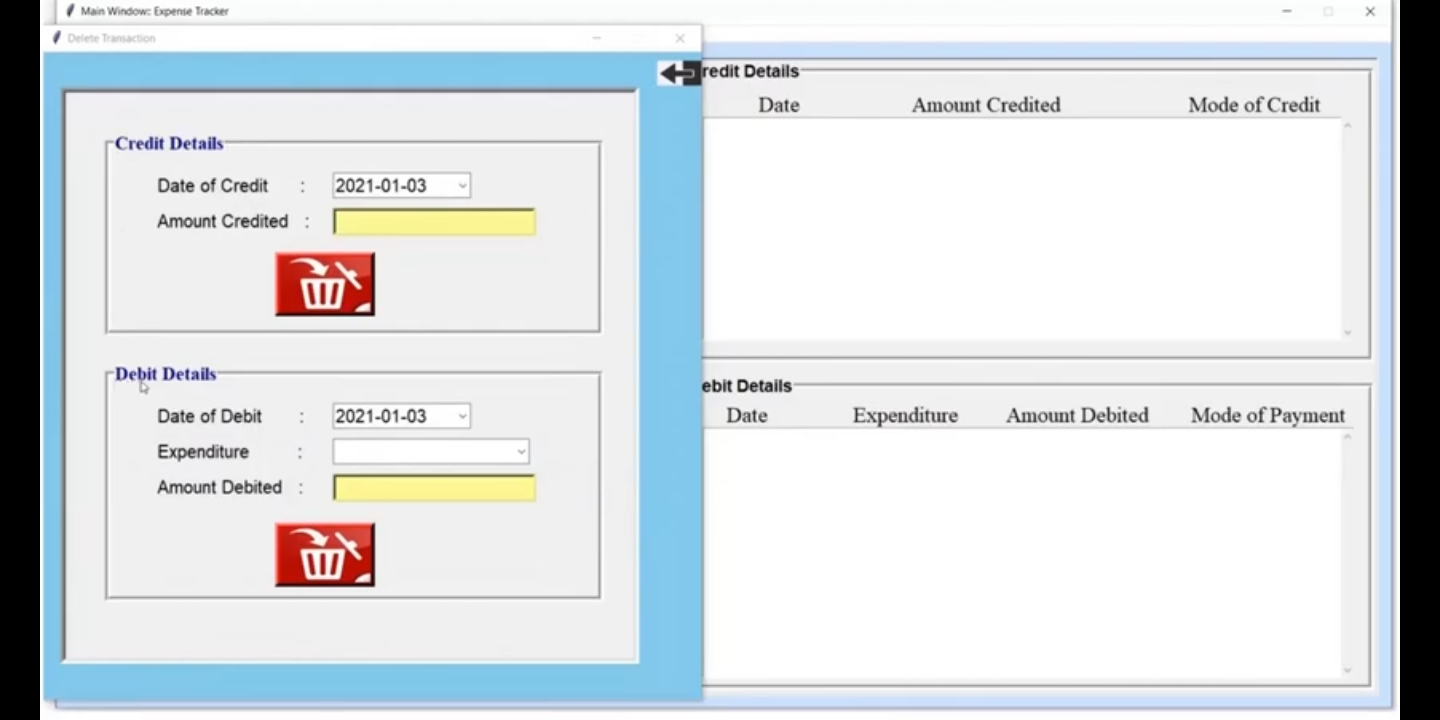 Main Window: Expense Tracker
Delete Transaction
Credit Details
Date of Credit : 2021-01-03
Amount Credited :
Debit Details
Date of Debit : 2021-01-03
Expenditure :
Amount Debited :
redit Details
Date Amount Credited Mode of Credit
ebit Details
Date Expenditure Amount Debited Mode of Payment